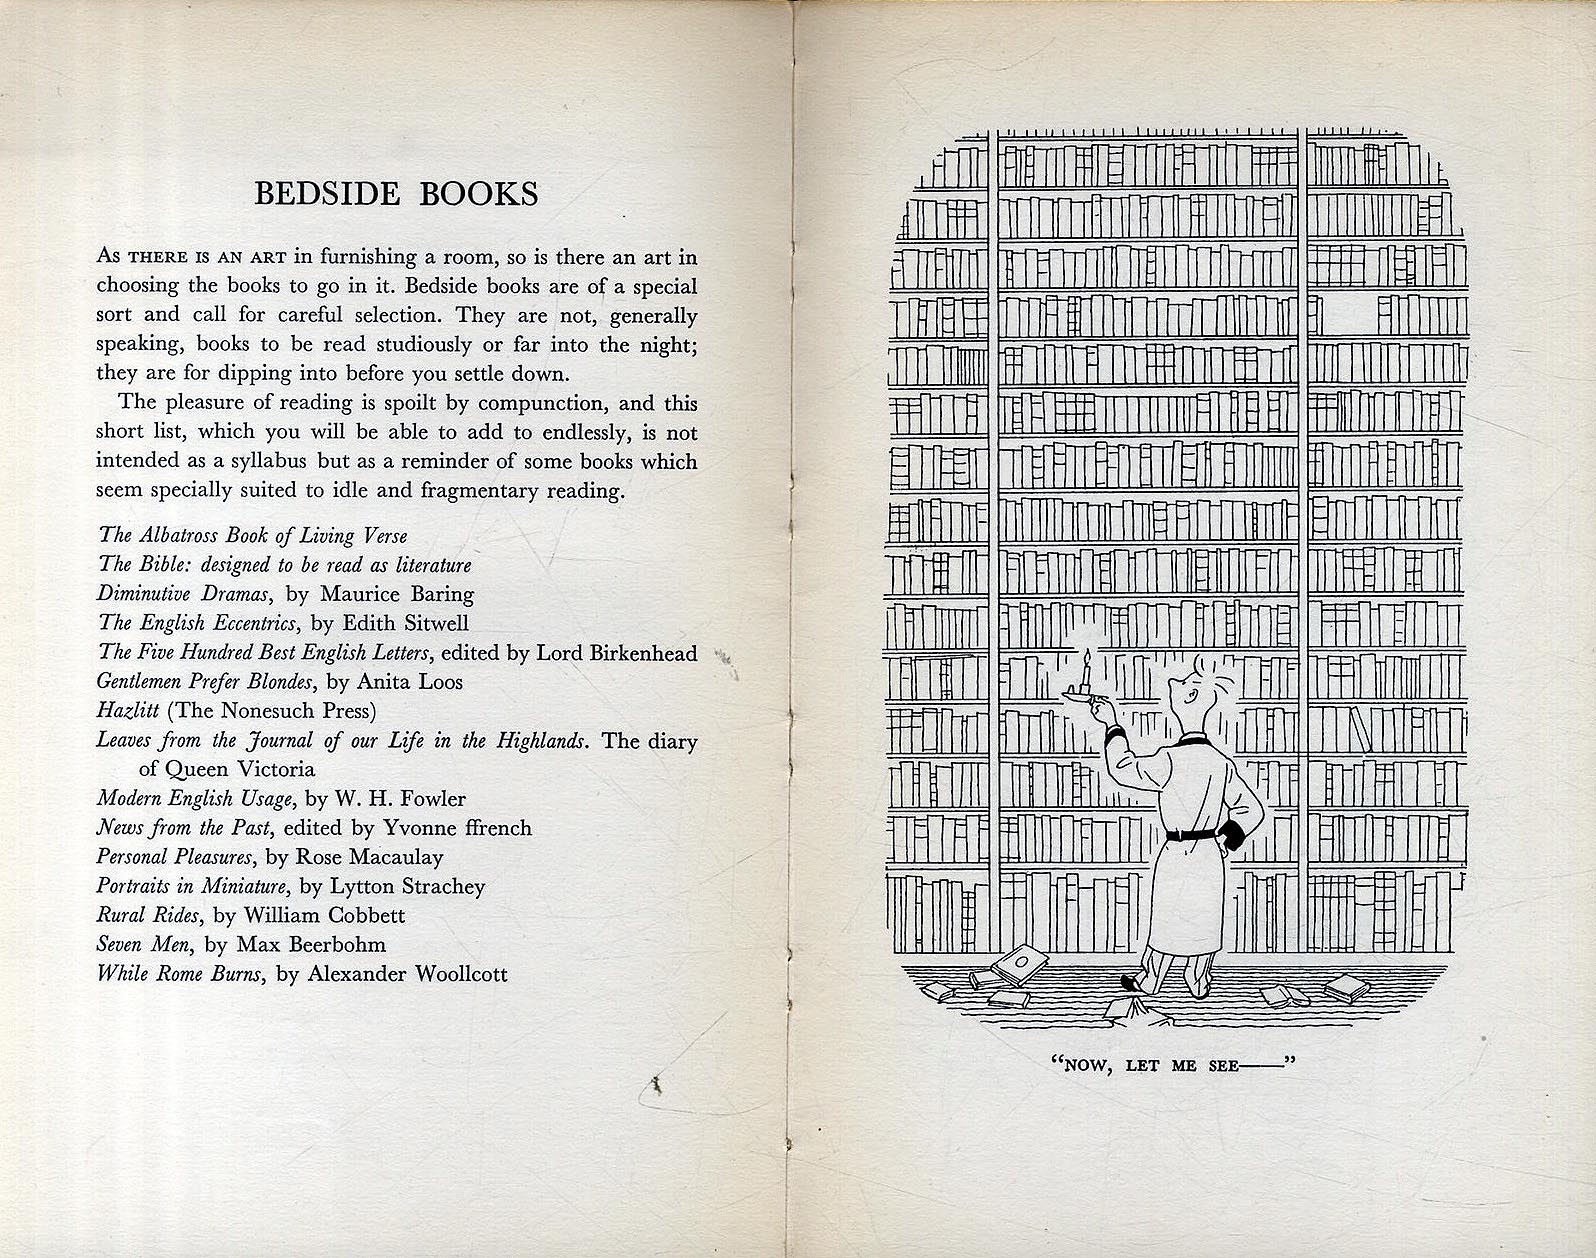 BEDSIDE BOOKS
As THERE IS AN ART in furnishing a room, so is there an art in
choosing the books to go in it. Bedside books are of a special
sort and call for careful selection. They are not, generally
speaking, books to be read studiously or far into the night;
they are for dipping into before you settle down.
The pleasure of reading is spoilt by compunction, and this
short list, which you will be able to add to endlessly, is not
intended as a syllabus but as a reminder of some books which
seem specially suited to idle and fragmentary reading.
The Albatross Book of Living Verse
The Bible: designed to be read as literature
Diminutive Dramas, by Maurice Baring
The English Eccentrics, by Edith Sitwell
The Five Hundred Best English Letters, edited by Lord Birkenhead
Gentlemen Prefer Blondes, by Anita Loos
Hazlitt (The Nonesuch Press)
Leaves from the Journal of our Life in the Highlands. The diary
of Queen Victoria
Modern English Usage, by W. H. Fowler
News from the Past, edited by Yvonne ffrench
Personal Pleasures, by Rose Macaulay
Portraits in Miniature, by Lytton Strachey
Rural Rides, by William Cobbett
Seven Men, by Max Beerbohm
While Rome Burns, by Alexander Woollcott
"NOW, LET ME SEE——"